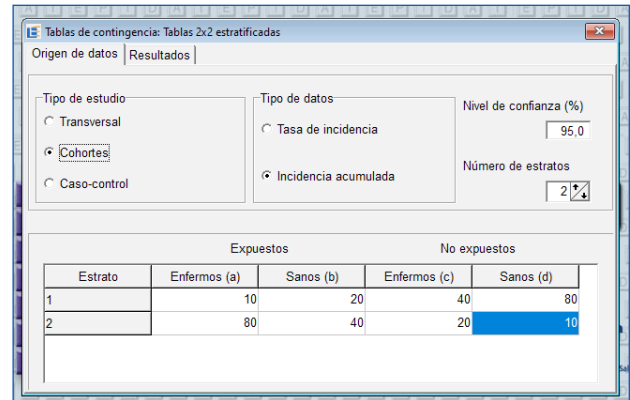 Tablas de contingencia: Tablas 2x2 estratificadas
Origen de datos Resultados
Tipo de estudio
Transversal
Cohortes
Caso-control
Tipo de datos
Tasa de incidencia
Incidencia acumulada
Nivel de confianza (%)
95,0
Número de estratos
2
Expuestos No expuestos
Estrato Enfermos (a) Sanos (b) Enfermos (c) Sanos (d)
1 10 20 40 80
2 80 40 20 10